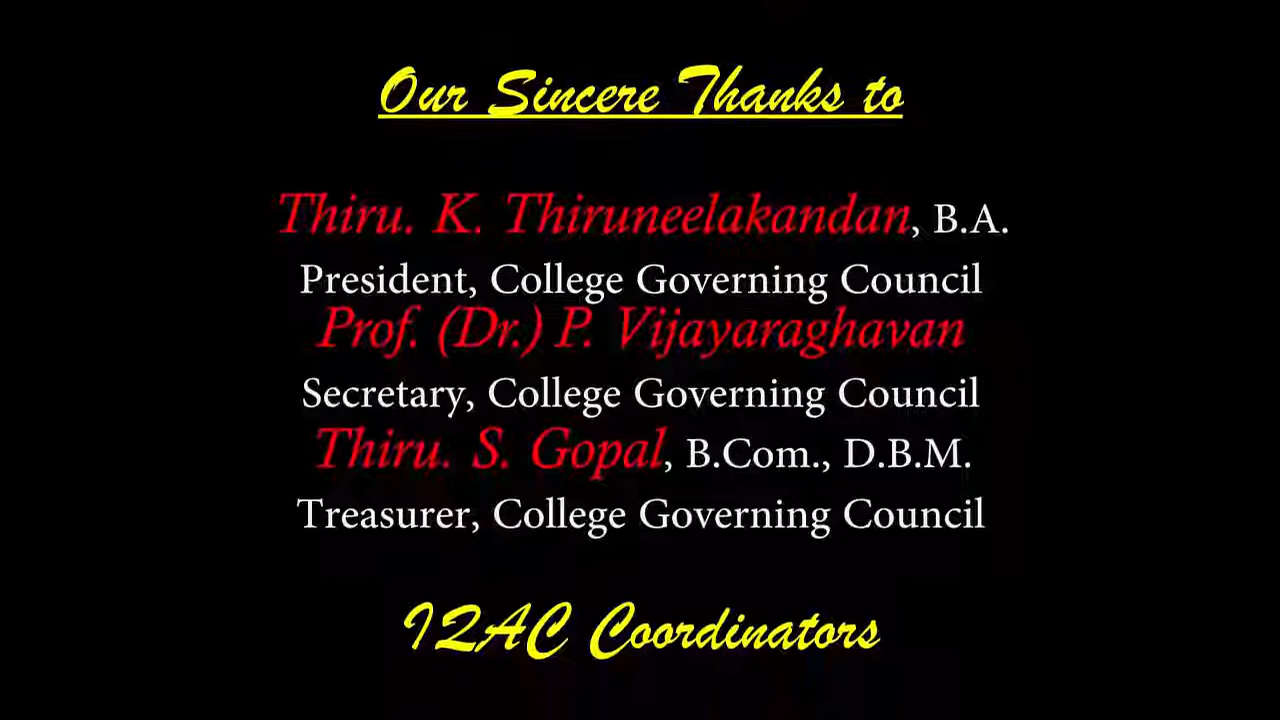 Our Sincere Thanks to
Thiru. K. Thiruneelakandan, B.A.
President, College Governing Council
Prof. (Dr.) P. Vijayaraghavan
Secretary, College Governing Council
Thiru. S. Gopal, B.Com., D.B.M.
Treasurer, College Governing Council
IQAC Coordinators